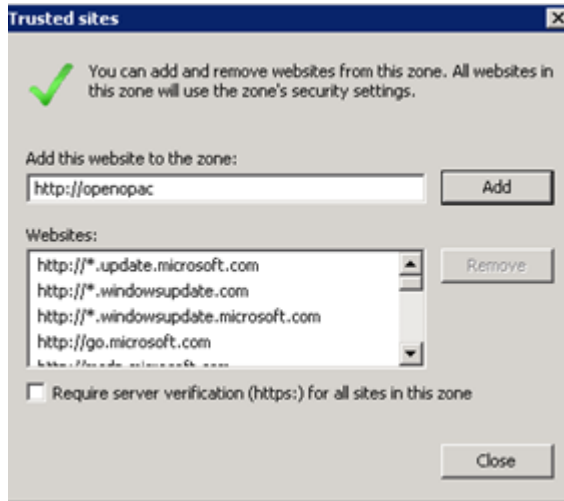 Trusted sites
You can add and remove websites from this zone. All websites in
this zone will use the zone's security settings.
Add this website to the zone:
http://openopac
Add
Websites:
http://*.update.microsoft.com
http://*.windowsupdate.com
http://*.windowsupdate.microsoft.com
http://go.microsoft.com
Remove
Require server verification (https:) for all sites in this zone
Close